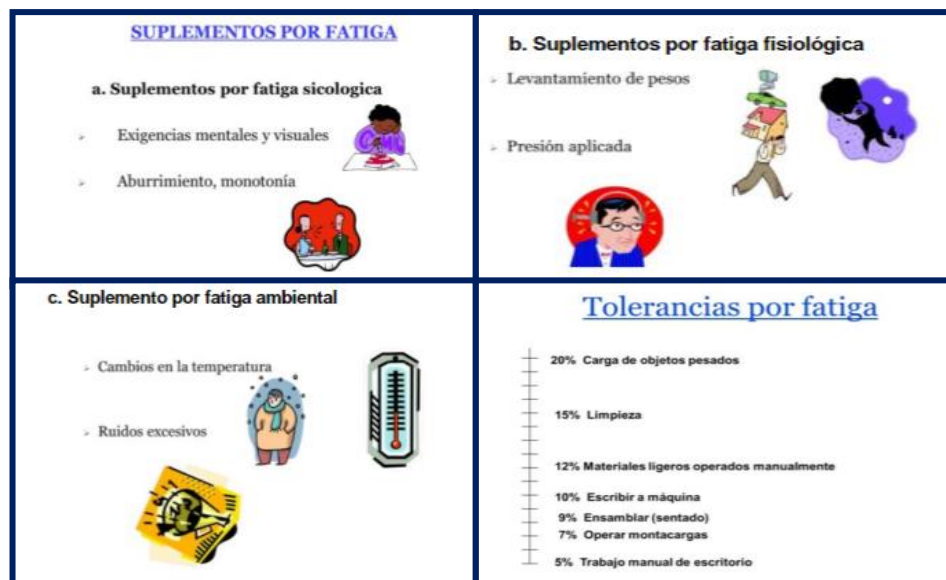 SUPLEMENTOS POR FATIGA
a. Suplementos por fatiga sicologica
Exigencias mentales y visuales
Aburrimiento, monotonía
b. Suplementos por fatiga fisiológica
Levantamiento de pesos
Presión aplicada
c. Suplemento por fatiga ambiental
Cambios en la temperatura
Ruidos excesivos
Tolerancias por fatiga
20% Carga de objetos pesados
15% Limpieza
12% Materiales ligeros operados manualmente
10% Escribir a máquina
9% Ensamblar (sentado)
7% Operar montacargas
5% Trabajo manual de escritorio